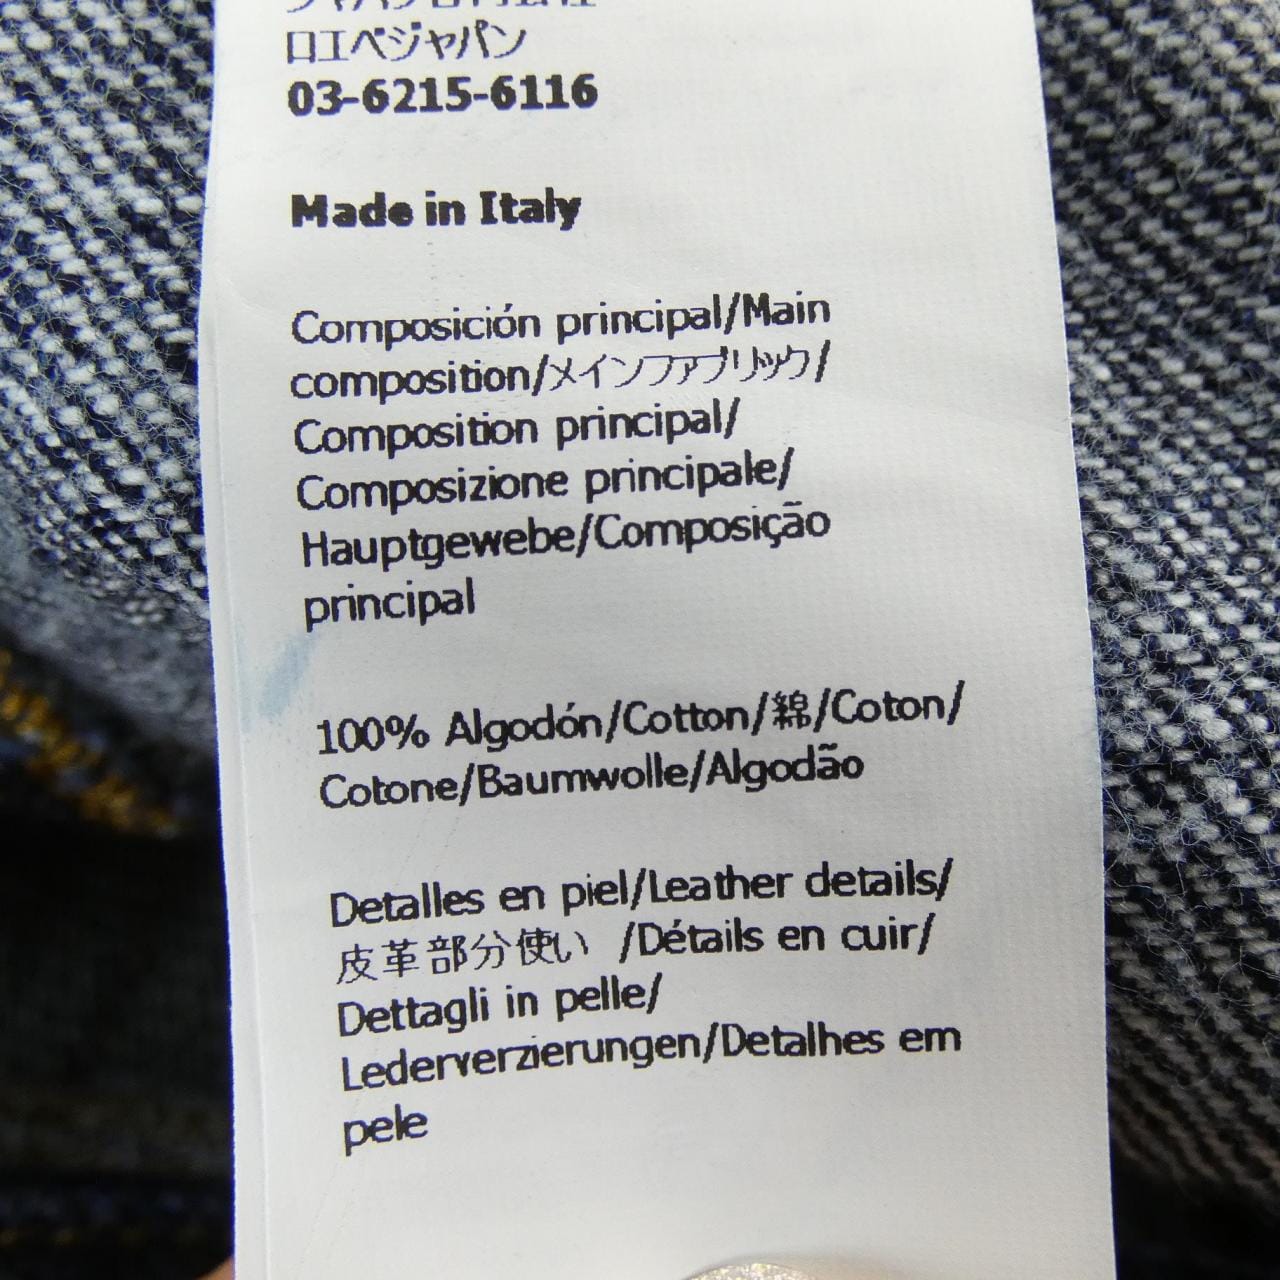 ロエベジャパン
03-6215-6116
Made in Italy
Composición principal/Main
composition/メインファブリック/
Composition principal/
Composizione principale/
Hauptgewebe/Composição
principal
100% Algodón/Cotton/綿/Coton/
Cotone/Baumwolle/Algodão
Detalles en piel/Leather details/
皮革部分使い /Détails en cuir/
Dettagli in pelle/
Lederverzierungen/Detalhes em
pele